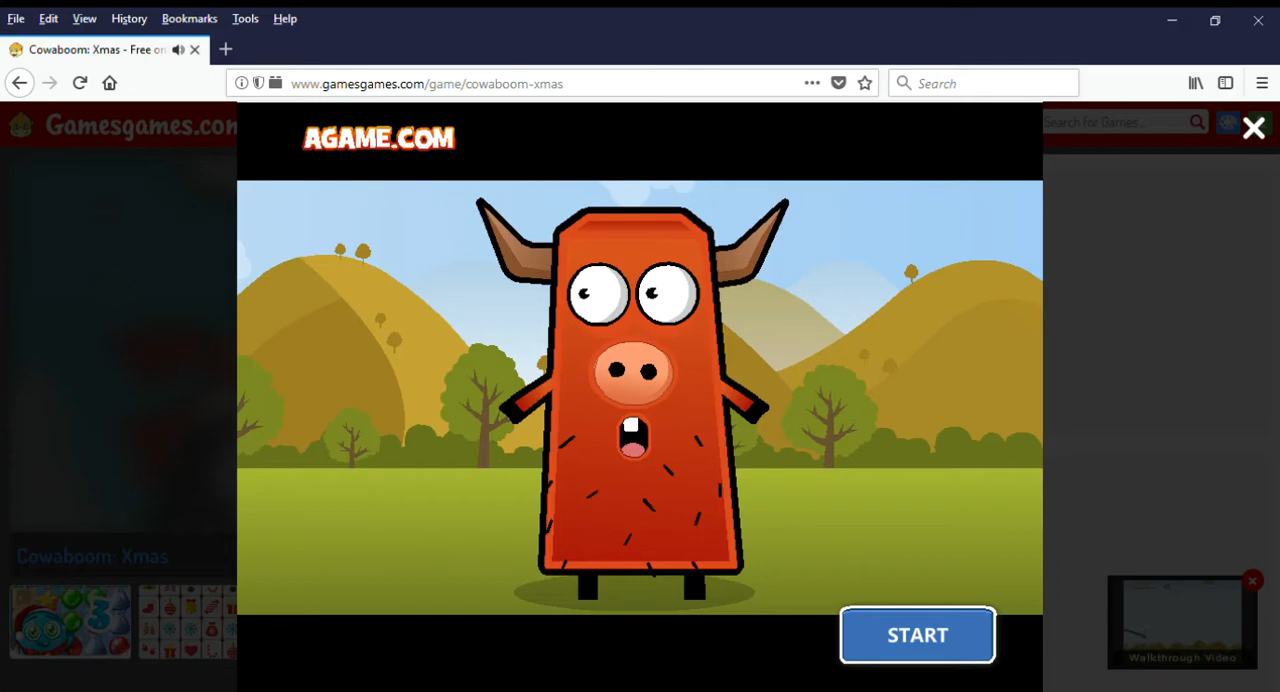 File Edit View History Bookmarks Tools Help
Cowaboom: Xmas - Free on
www.gamesgames.com/game/cowaboom-xmas
Search
Gamesgames.com
Search for Games...
AGAME.COM
Cowaboom: Xmas
3
START
Walkthrough Video